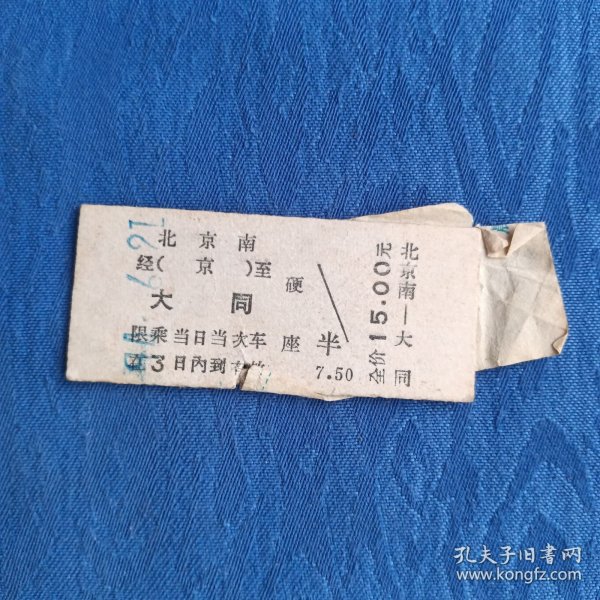 北京南
经(京)至
大同
硬座
限乘当日当次车
在3日内到有效
半
7.50
全价15.00元
北京南—大同
孔夫子旧书网
www.kongfz.com